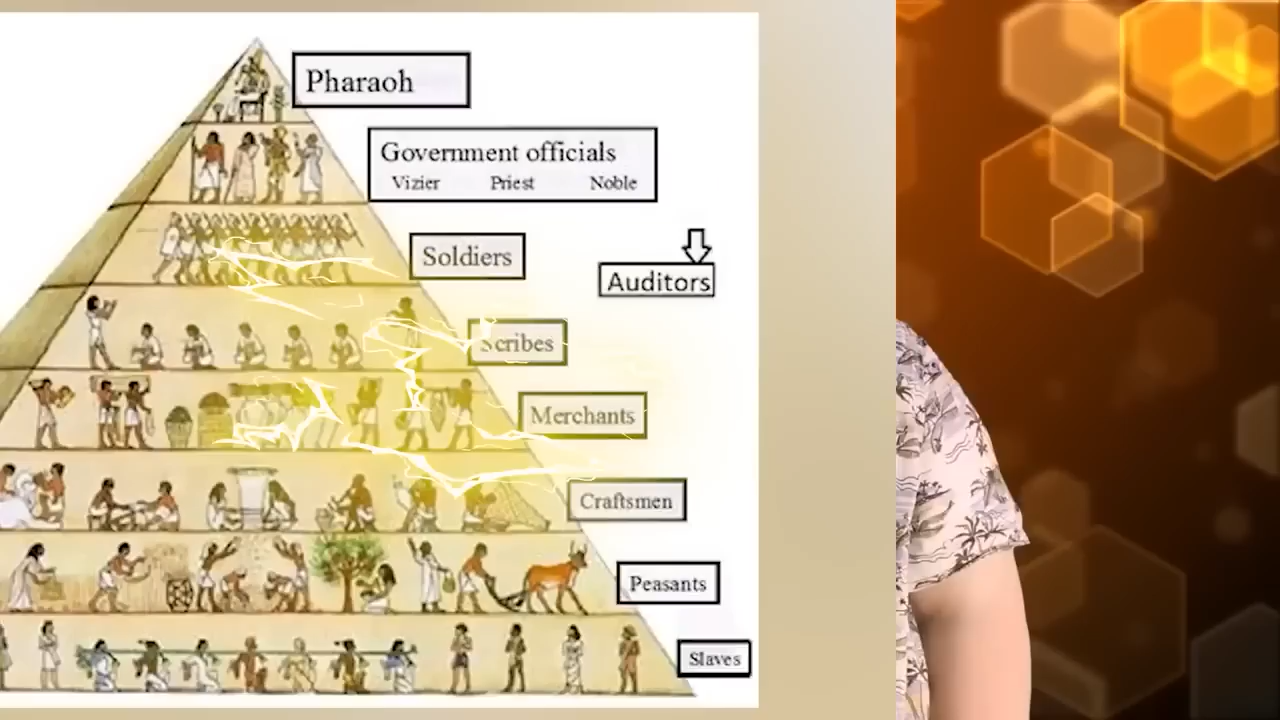 Pharaoh
Government officials
Vizier Priest Noble
Soldiers
Auditors
Scribes
Merchants
Craftsmen
Peasants
Slaves